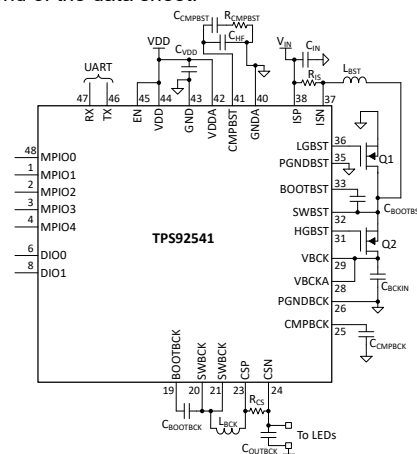 end of the data sheet.
CCMPBST RCMPBST
VDD CHF VIN CIN
UART CVDD RIS LBST
47 46 45 44 43 42 41 40 38 37
RX TX EN VDD GND VDDA CMPBST GNDA ISP ISN
48 MPIO0
1 MPIO1
2 MPIO2
3 MPIO3
4 MPIO4
6 DIO0
8 DIO1
TPS92541
LGBST 36
Q1
PGNDBST 35
BOOTBST 33
SWBST 32
CBOOTBS
HGBST 31
Q2
VBCK 29
VBCKA 28
CBCKIN
PGNDBCK 26
CMPBCK 25
CCMPBCK
BOOTBCK SWBCK SWBCK CSP CSN
19 20 21 23 24
CBOOTBCK LBCK RCS
To LEDs
COUTBCK